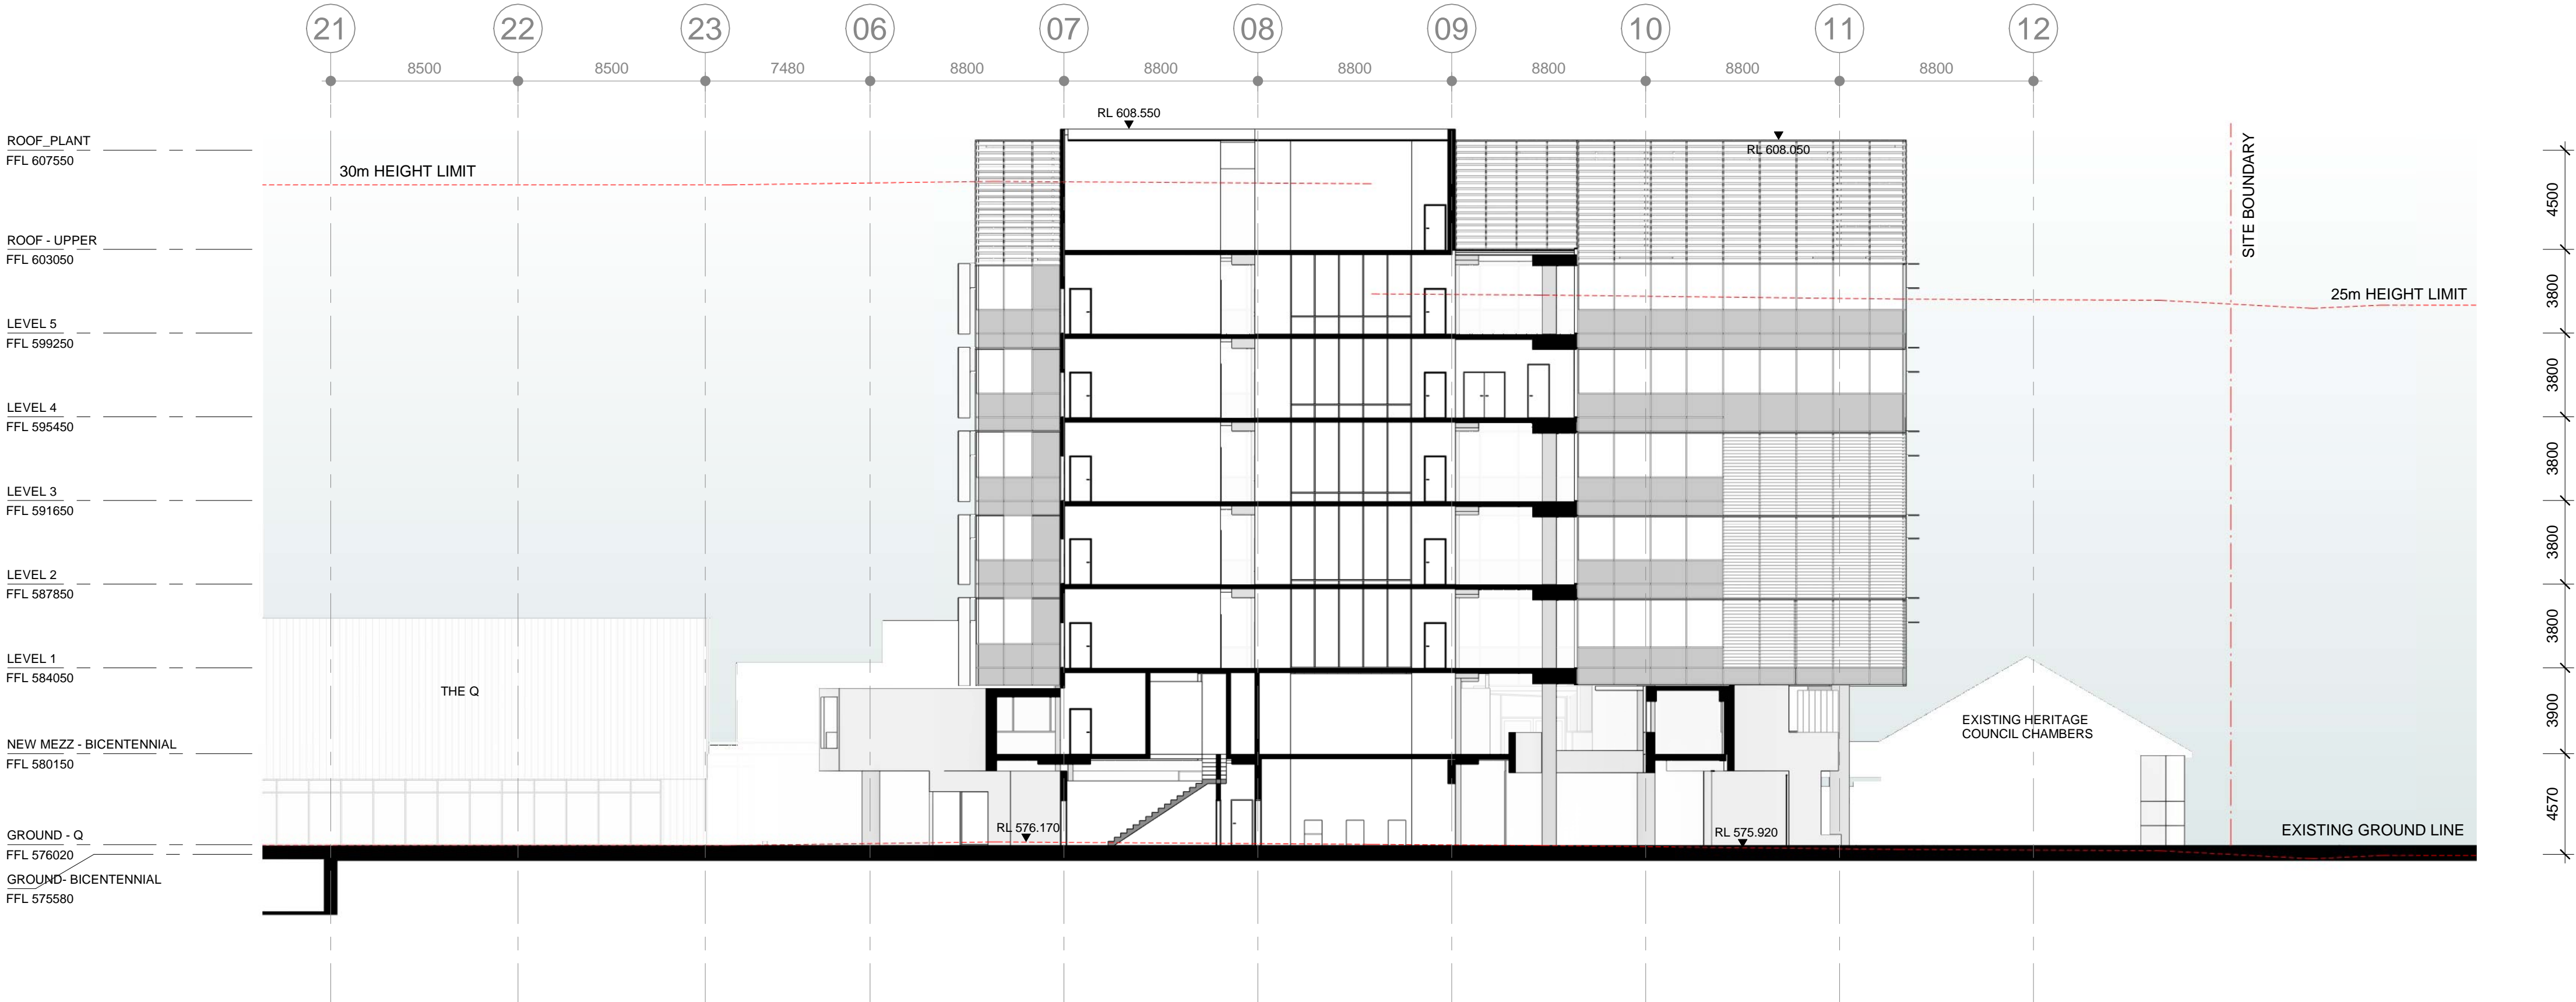 21 22 23 06 07 08 09 10 11 12
8500 8500 7480 8800 8800 8800 8800 8800 8800
RL 608.550
ROOF_PLANT
FFL 607550
RL 608.050
30m HEIGHT LIMIT
SITE BOUNDARY
4500
ROOF - UPPER
FFL 603050
25m HEIGHT LIMIT
3800
LEVEL 5
FFL 599250
3800
LEVEL 4
FFL 595450
3800
LEVEL 3
FFL 591650
3800
LEVEL 2
FFL 587850
3800
LEVEL 1
FFL 584050
THE Q
3900
EXISTING HERITAGE
COUNCIL CHAMBERS
NEW MEZZ - BICENTENNIAL
FFL 580150
4570
GROUND - Q
FFL 576020
RL 576.170
RL 575.920
EXISTING GROUND LINE
GROUND- BICENTENNIAL
FFL 575580